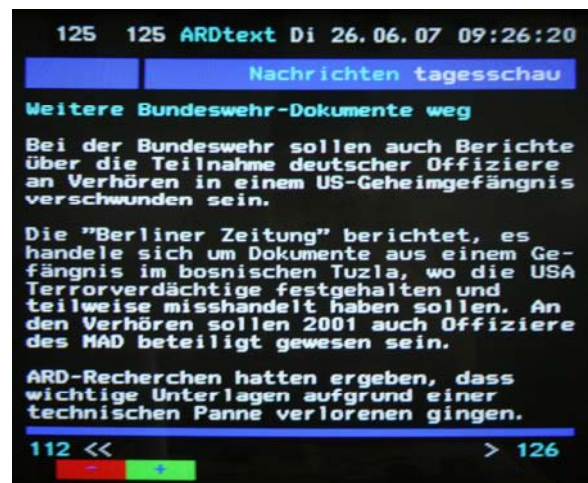 125 125 ARDtext Di 26.06.07 09:26:20
Nachrichten tagesschau
Weitere Bundeswehr-Dokumente weg
Bei der Bundeswehr sollen auch Berichte
über die Teilnahme deutscher Offiziere
an Verhören in einem US-Geheimgefängnis
verschwunden sein.
Die "Berliner Zeitung" berichtet, es
handele sich um Dokumente aus einem Ge-
fängnis im bosnischen Tuzla, wo die USA
Terrorverdächtige festgehalten und
teilweise misshandelt haben sollen. An
den Verhören sollen 2001 auch Offiziere
des MAD beteiligt gewesen sein.
ARD-Recherchen hatten ergeben, dass
wichtige Unterlagen aufgrund einer
technischen Panne verlorenen gingen.
112 << > 126
- +